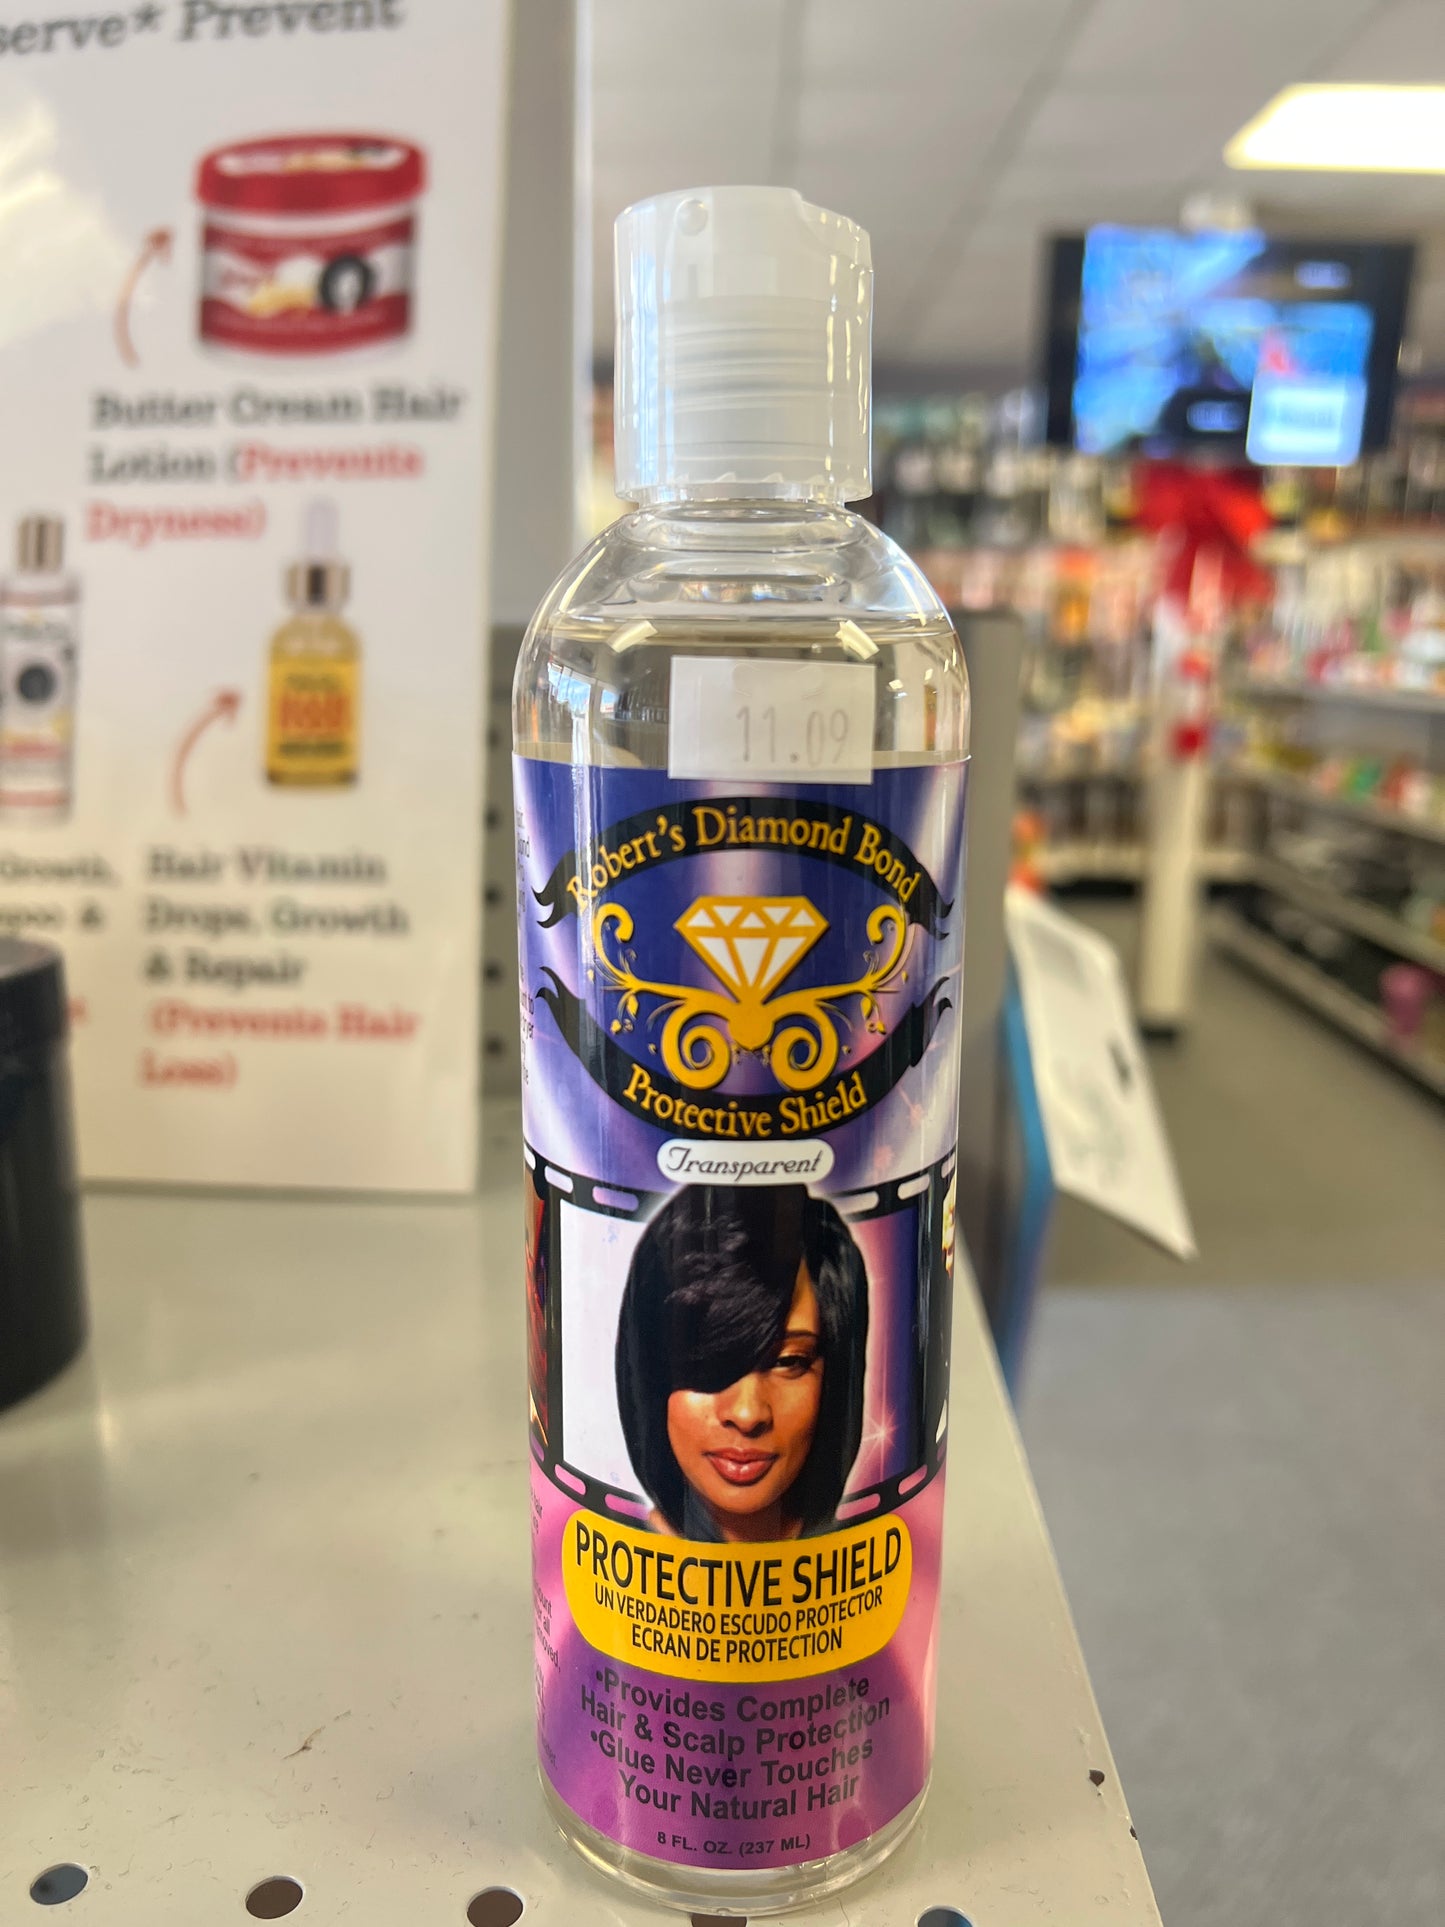 serve* Prevent
Butter Cream Hair
Lotion (Prevents
Dryness)
Growth,
Hair Vitamin
Drops, Growth
& Repair
(Prevents Hair
Loss)
11.09
Robert's Diamond Bond
Protective Shield
Transparent
PROTECTIVE SHIELD
UN VERDADERO ESCUDO PROTECTOR
ECRAN DE PROTECTION
•Provides Complete
Hair & Scalp Protection
•Glue Never Touches
Your Natural Hair
8 FL. OZ. (237 ML)